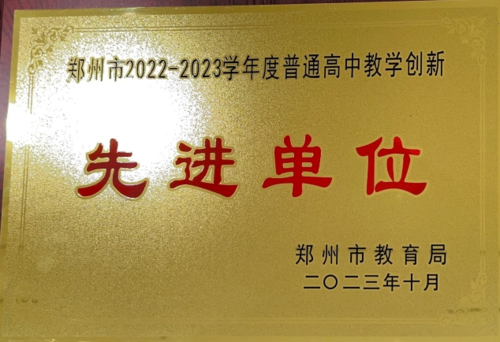 郑州市2022-2023学年度普通高中教学创新
先进单位
郑州市教育局
二〇二三年十月